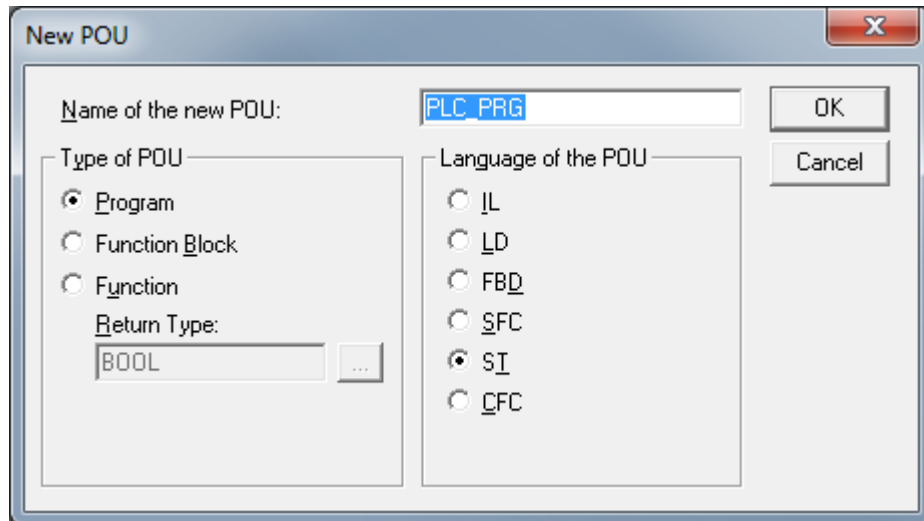 New POU
Name of the new POU:
PLC_PRG
OK
Cancel
Type of POU
Program
Function Block
Function
Return Type:
BOOL
...
Language of the POU
IL
LD
FBD
SFC
ST
CFC